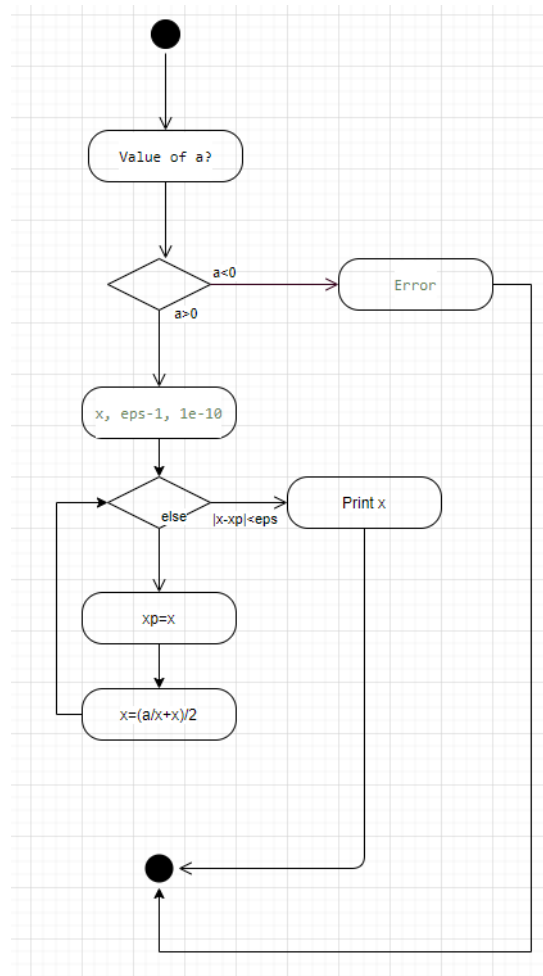 Value of a?
a<0
Error
a>0
x, eps-1, 1e-10
else
|x-xp|<eps
Print x
xp=x
x=(a/x+x)/2